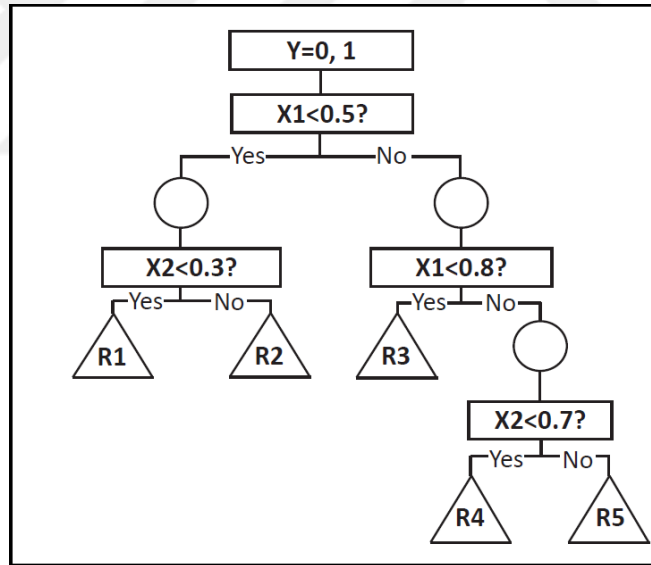 Y=0, 1
X1<0.5?
Yes No
X2<0.3? X1<0.8?
Yes No Yes No
R1 R2 R3
X2<0.7?
Yes No
R4 R5